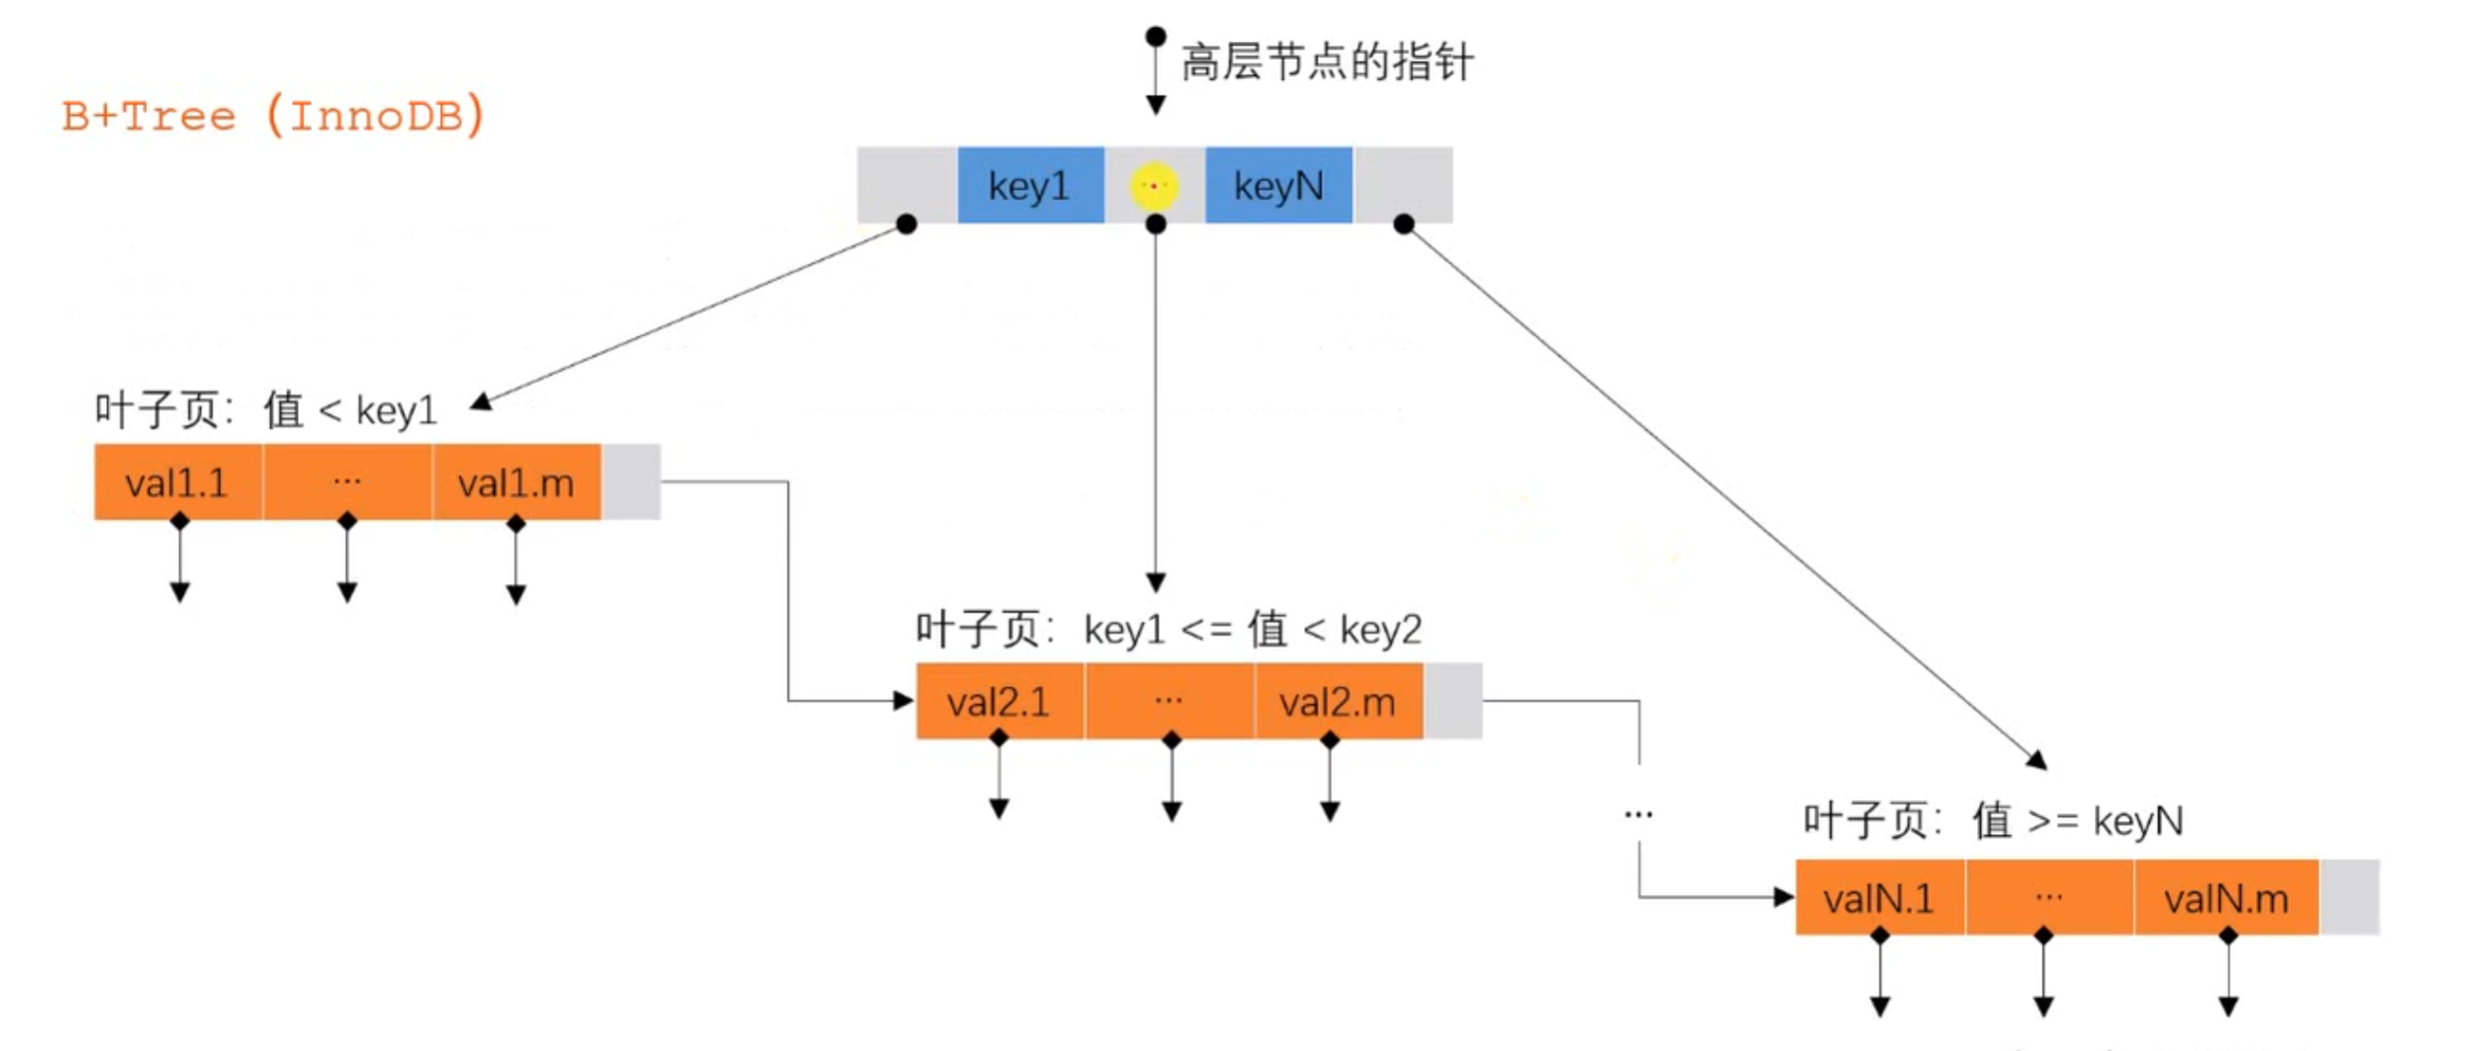 高层节点的指针
B+Tree (InnoDB)
key1 ... keyN
叶子页：值 < key1
val1.1 ... val1.m
叶子页：key1 <= 值 < key2
val2.1 ... val2.m
...
叶子页：值 >= keyN
valN.1 ... valN.m